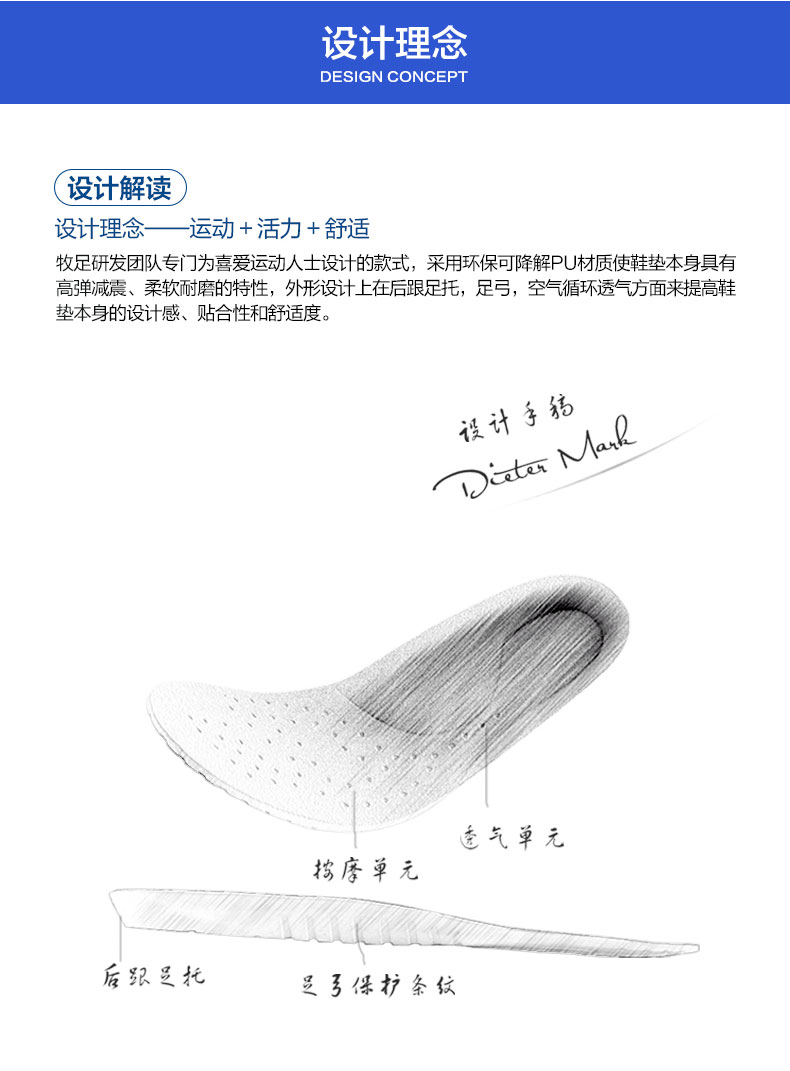 设计理念
DESIGN CONCEPT
设计解读
设计理念——运动+活力+舒适
牧足研发团队专门为喜爱运动人士设计的款式，采用环保可降解PU材质使鞋垫本身具有
高弹减震、柔软耐磨的特性，外形设计上在后跟足托，足弓，空气循环透气方面来提高鞋
垫本身的设计感、贴合性和舒适度。
设计手稿
Dieter Mark
透气单元
按摩单元
后跟足托
足弓保护条纹